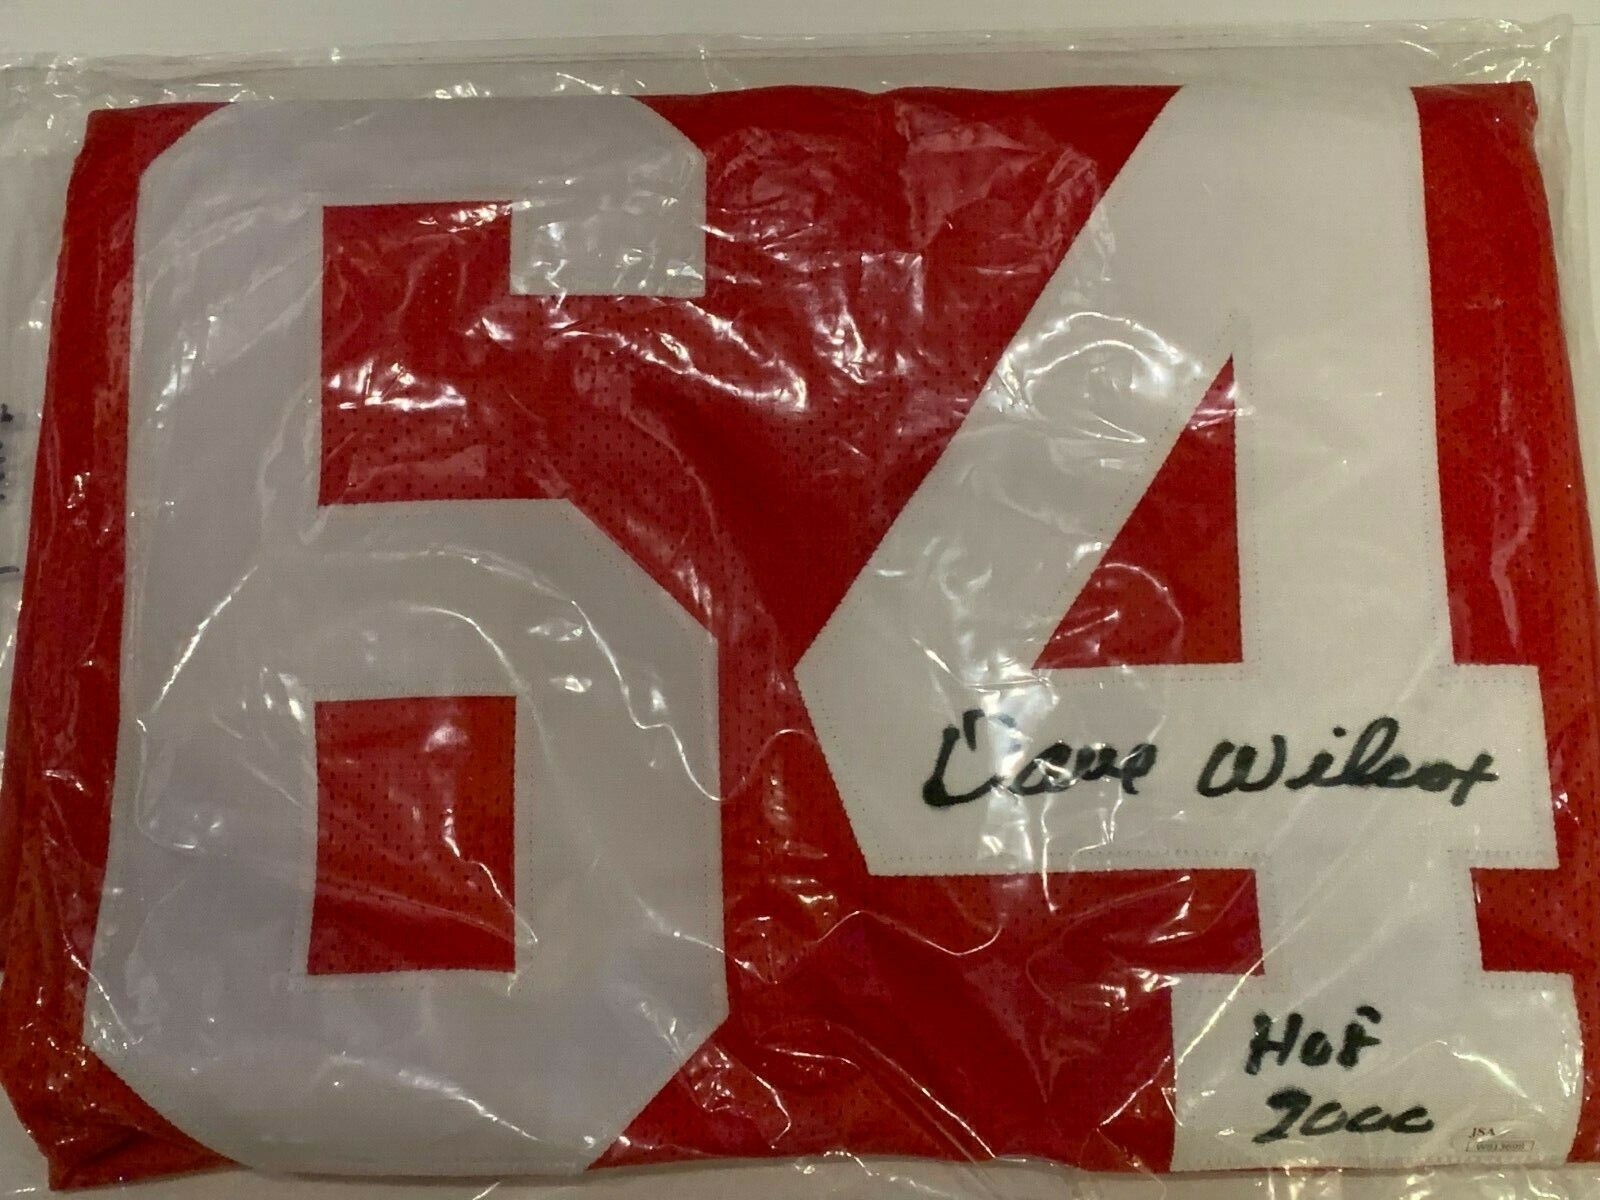 64
Dave Wilcox
HOF
2000
JSA